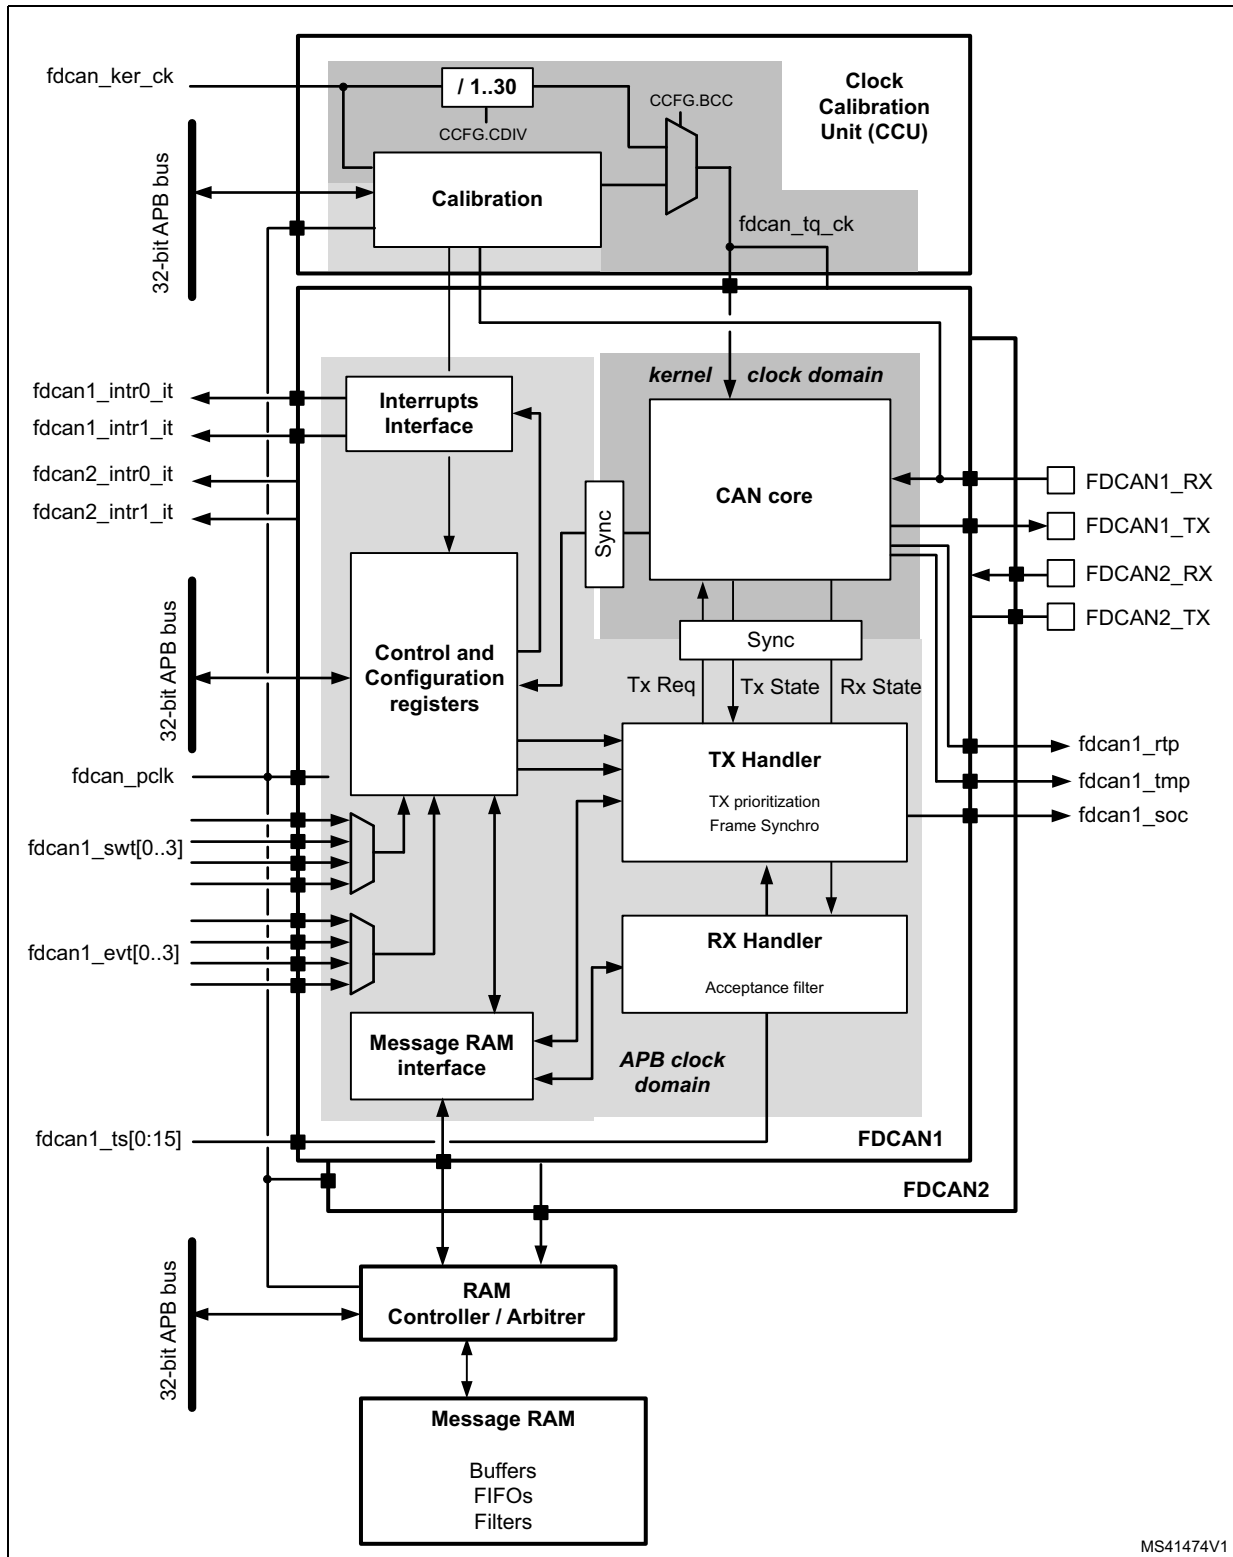 fdcan_ker_ck
/ 1..30
CCFG.CDIV
CCFG.BCC
Clock
Calibration
Unit (CCU)
32-bit APB bus
Calibration
fdcan_tq_ck
kernel clock domain
fdcan1_intr0_it
fdcan1_intr1_it
fdcan2_intr0_it
fdcan2_intr1_it
Interrupts
Interface
CAN core
Sync
FDCAN1_RX
FDCAN1_TX
FDCAN2_RX
FDCAN2_TX
Sync
Tx Req
Tx State
Rx State
32-bit APB bus
Control and
Configuration
registers
TX Handler
TX prioritization
Frame Synchro
fdcan1_rtp
fdcan1_tmp
fdcan1_soc
fdcan_pclk
fdcan1_swt[0..3]
fdcan1_evt[0..3]
RX Handler
Acceptance filter
Message RAM
interface
APB clock
domain
fdcan1_ts[0:15]
FDCAN1
FDCAN2
32-bit APB bus
RAM
Controller / Arbitrer
Message RAM
Buffers
FIFOs
Filters
MS41474V1